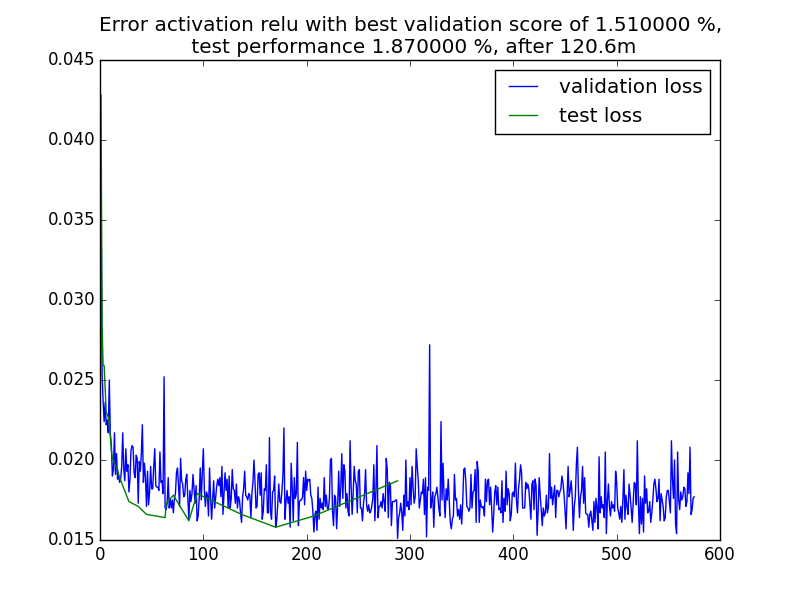 Error activation relu with best validation score of 1.510000 %,
test performance 1.870000 %, after 120.6m
0.045
0.040
0.035
0.030
0.025
0.020
0.015
validation loss
test loss
0 100 200 300 400 500 600